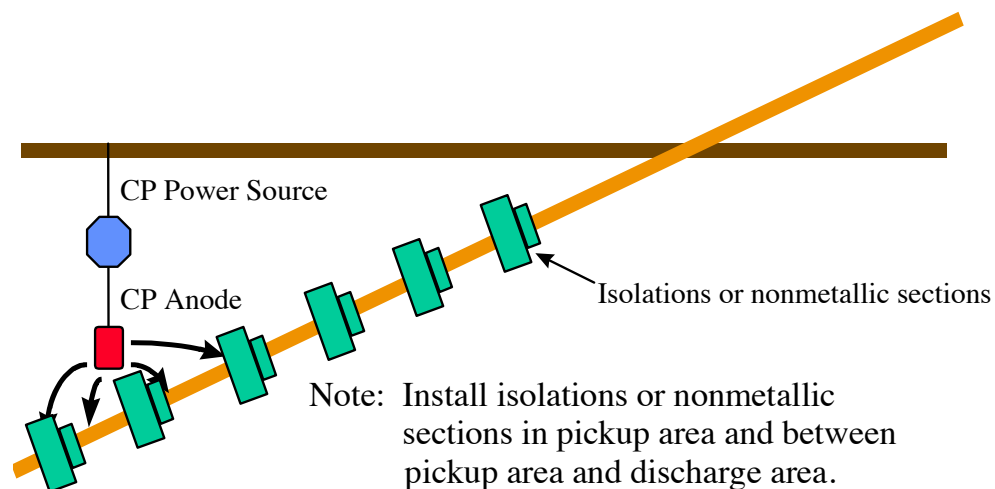 CP Power Source
CP Anode
Isolations or nonmetallic sections
Note: Install isolations or nonmetallic
sections in pickup area and between
pickup area and discharge area.